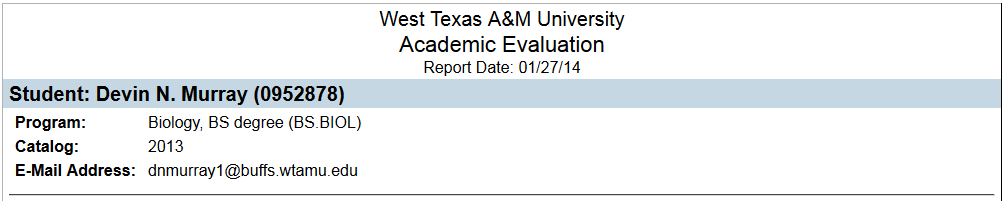 West Texas A&M University
Academic Evaluation
Report Date: 01/27/14
Student: Devin N. Murray (0952878)
Program: Biology, BS degree (BS.BIOL)
Catalog: 2013
E-Mail Address: dnmurray1@buffs.wtamu.edu